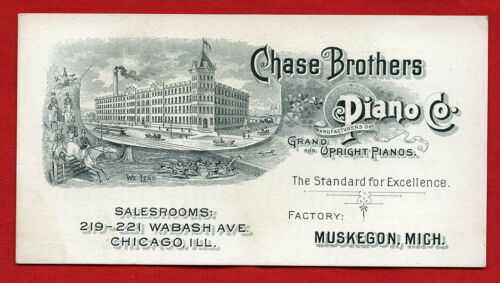 Chase Brothers
Piano Co.
MANUFACTURERS OF
GRAND AND UPRIGHT PIANOS.
The Standard for Excellence.
WE LEAD
SALESROOMS:
219-221 WABASH AVE.
CHICAGO, ILL.
FACTORY:
MUSKEGON, MICH.